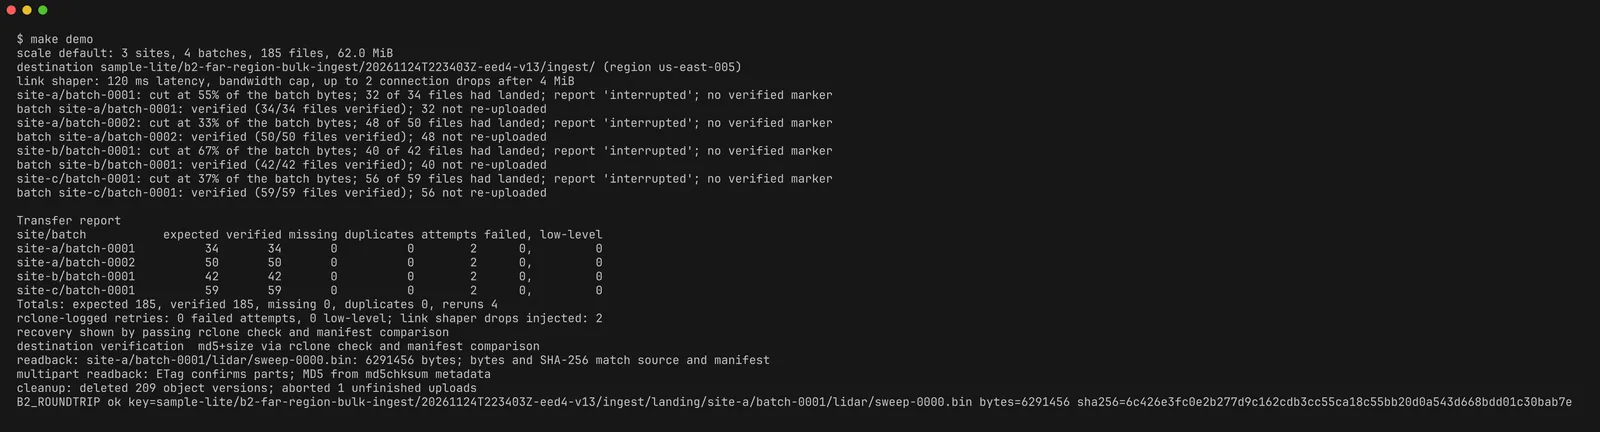 $ make demo
scale default: 3 sites, 4 batches, 185 files, 62.0 MiB
destination sample-lite/b2-far-region-bulk-ingest/20261124T223403Z-eed4-v13/ingest/ (region us-east-005)
link shaper: 120 ms latency, bandwidth cap, up to 2 connection drops after 4 MiB
site-a/batch-0001: cut at 55% of the batch bytes; 32 of 34 files had landed; report 'interrupted'; no verified marker
batch site-a/batch-0001: verified (34/34 files verified); 32 not re-uploaded
site-a/batch-0002: cut at 33% of the batch bytes; 48 of 50 files had landed; report 'interrupted'; no verified marker
batch site-a/batch-0002: verified (50/50 files verified); 48 not re-uploaded
site-b/batch-0001: cut at 67% of the batch bytes; 40 of 42 files had landed; report 'interrupted'; no verified marker
batch site-b/batch-0001: verified (42/42 files verified); 40 not re-uploaded
site-c/batch-0001: cut at 37% of the batch bytes; 56 of 59 files had landed; report 'interrupted'; no verified marker
batch site-c/batch-0001: verified (59/59 files verified); 56 not re-uploaded
Transfer report
site/batch expected verified missing duplicates attempts failed, low-level
site-a/batch-0001 34 34 0 0 2 0, 0
site-a/batch-0002 50 50 0 0 2 0, 0
site-b/batch-0001 42 42 0 0 2 0, 0
site-c/batch-0001 59 59 0 0 2 0, 0
Totals: expected 185, verified 185, missing 0, duplicates 0, reruns 4
rclone-logged retries: 0 failed attempts, 0 low-level; link shaper drops injected: 2
recovery shown by passing rclone check and manifest comparison
destination verification  md5+size via rclone check and manifest comparison
readback: site-a/batch-0001/lidar/sweep-0000.bin: 6291456 bytes; bytes and SHA-256 match source and manifest
multipart readback: ETag confirms parts; MD5 from md5chksum metadata
cleanup: deleted 209 object versions; aborted 1 unfinished uploads
B2_ROUNDTRIP ok key=sample-lite/b2-far-region-bulk-ingest/20261124T223403Z-eed4-v13/ingest/landing/site-a/batch-0001/lidar/sweep-0000.bin bytes=6291456 sha256=6c426e3fc0e2b277d9c162cdb3cc55ca18c55bb20d0a543d668bdd01c30bab7e